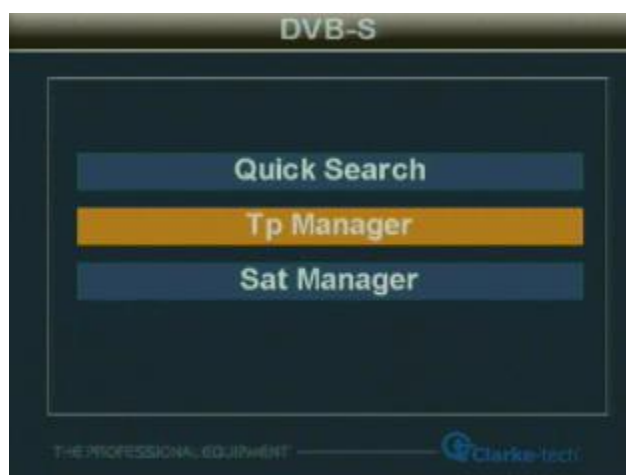 DVB-S
Quick Search
Tp Manager
Sat Manager
THE PROFESSIONAL EQUIPMENT
Clarke-tech